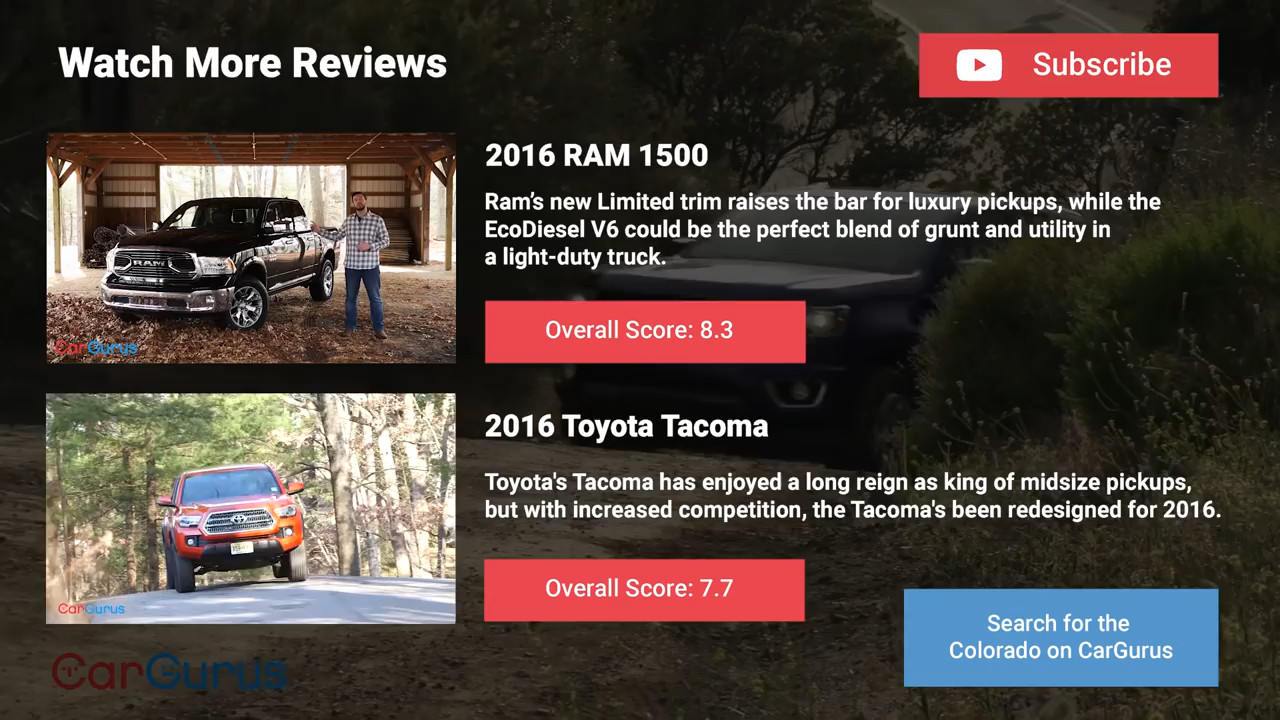 Watch More Reviews
Subscribe
2016 RAM 1500
Ram’s new Limited trim raises the bar for luxury pickups, while the
EcoDiesel V6 could be the perfect blend of grunt and utility in
a light-duty truck.
RAM
CarGurus
Overall Score: 8.3
2016 Toyota Tacoma
Toyota's Tacoma has enjoyed a long reign as king of midsize pickups,
but with increased competition, the Tacoma's been redesigned for 2016.
CarGurus
Overall Score: 7.7
Search for the
Colorado on CarGurus
CarGurus